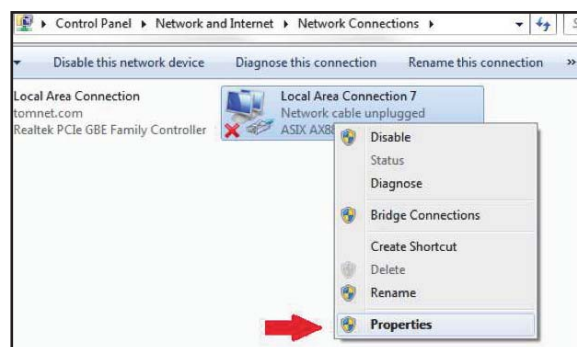 Control Panel ▸ Network and Internet ▸ Network Connections ▸
Disable this network device Diagnose this connection Rename this connection »
Local Area Connection
tomnet.com
Realtek PCIe GBE Family Controller
Local Area Connection 7
Network cable unplugged
ASIX AX88
Disable
Status
Diagnose
Bridge Connections
Create Shortcut
Delete
Rename
Properties